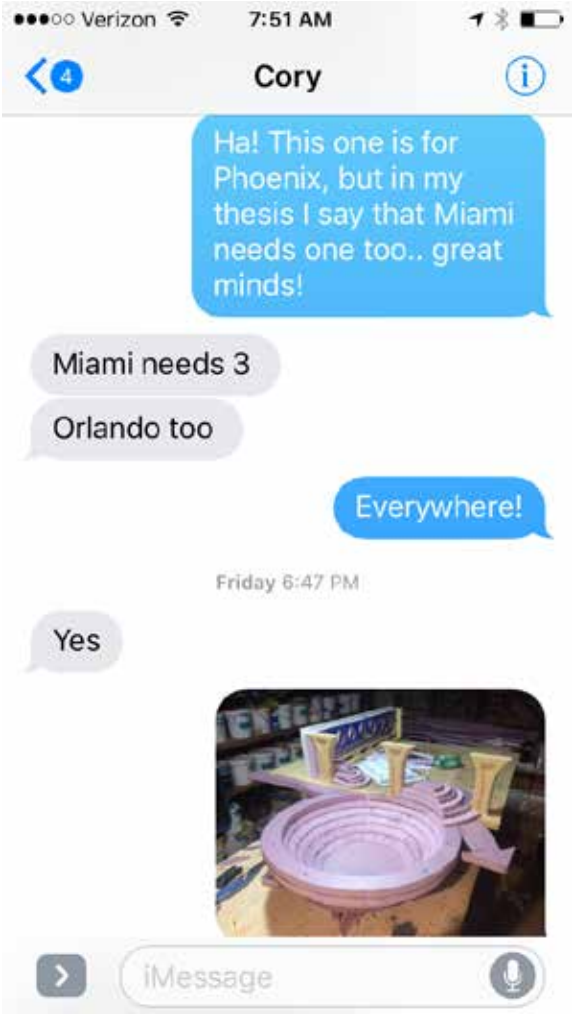 Verizon 7:51 AM
4 Cory
Ha! This one is for
Phoenix, but in my
thesis I say that Miami
needs one too.. great
minds!
Miami needs 3
Orlando too
Everywhere!
Friday 6:47 PM
Yes
iMessage